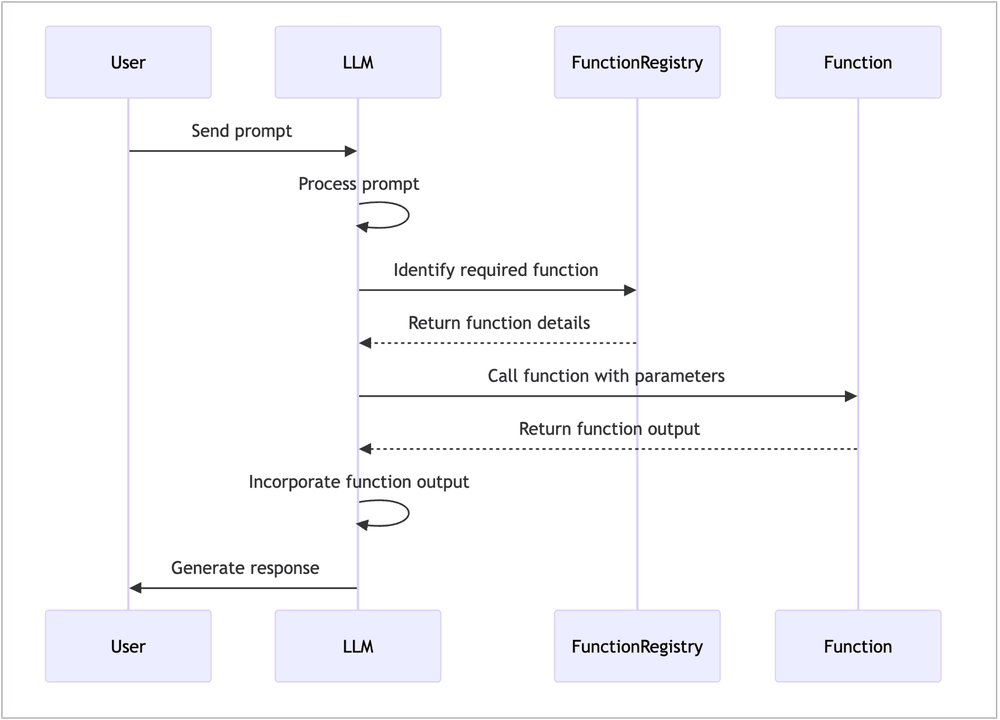 User
LLM
FunctionRegistry
Function
Send prompt
Process prompt
Identify required function
Return function details
Call function with parameters
Return function output
Incorporate function output
Generate response
User
LLM
FunctionRegistry
Function